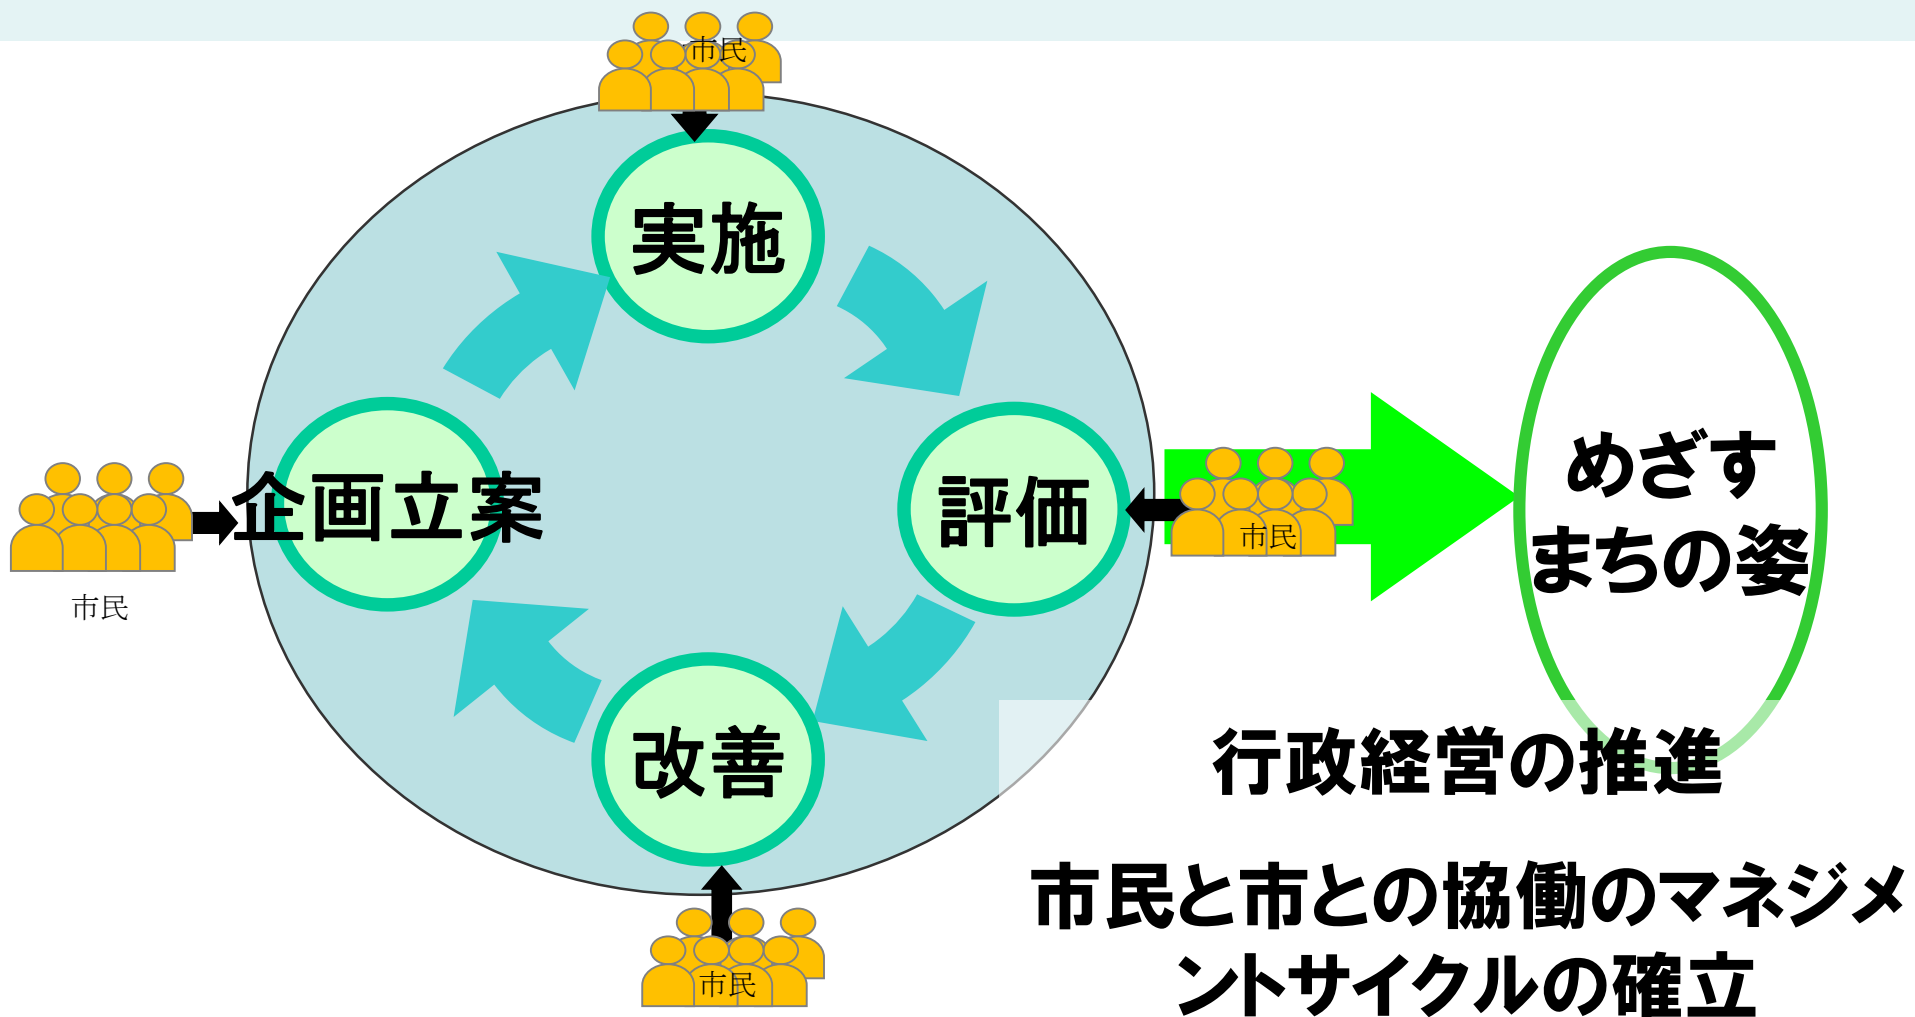 市民
実施
企画立案
市民
評価
市民
めざす
まちの姿
改善
市民
行政経営の推進
市民と市との協働のマネジメ
ントサイクルの確立